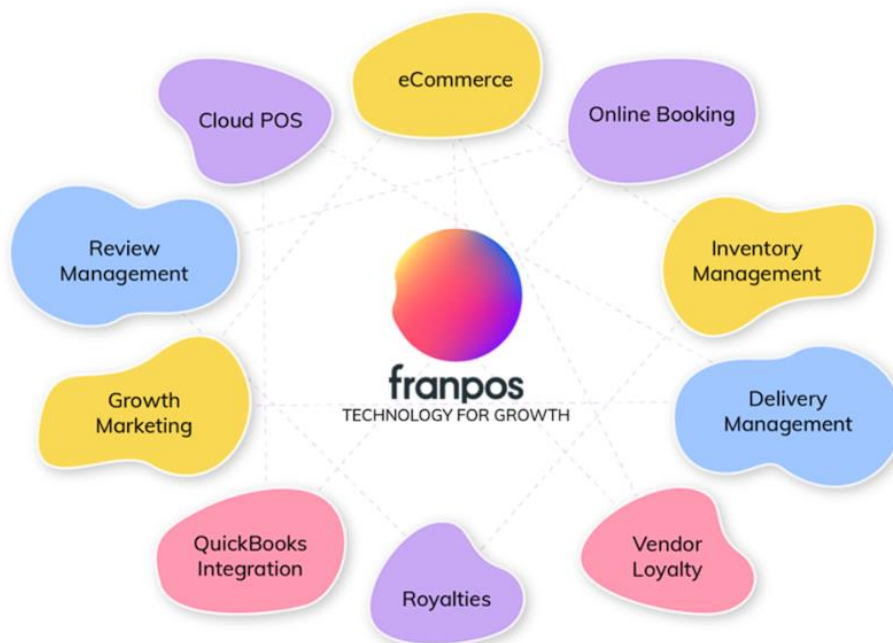 eCommerce
Cloud POS
Online Booking
Review
Management
Inventory
Management
franpos
TECHNOLOGY FOR GROWTH
Growth
Marketing
Delivery
Management
QuickBooks
Integration
Royalties
Vendor
Loyalty